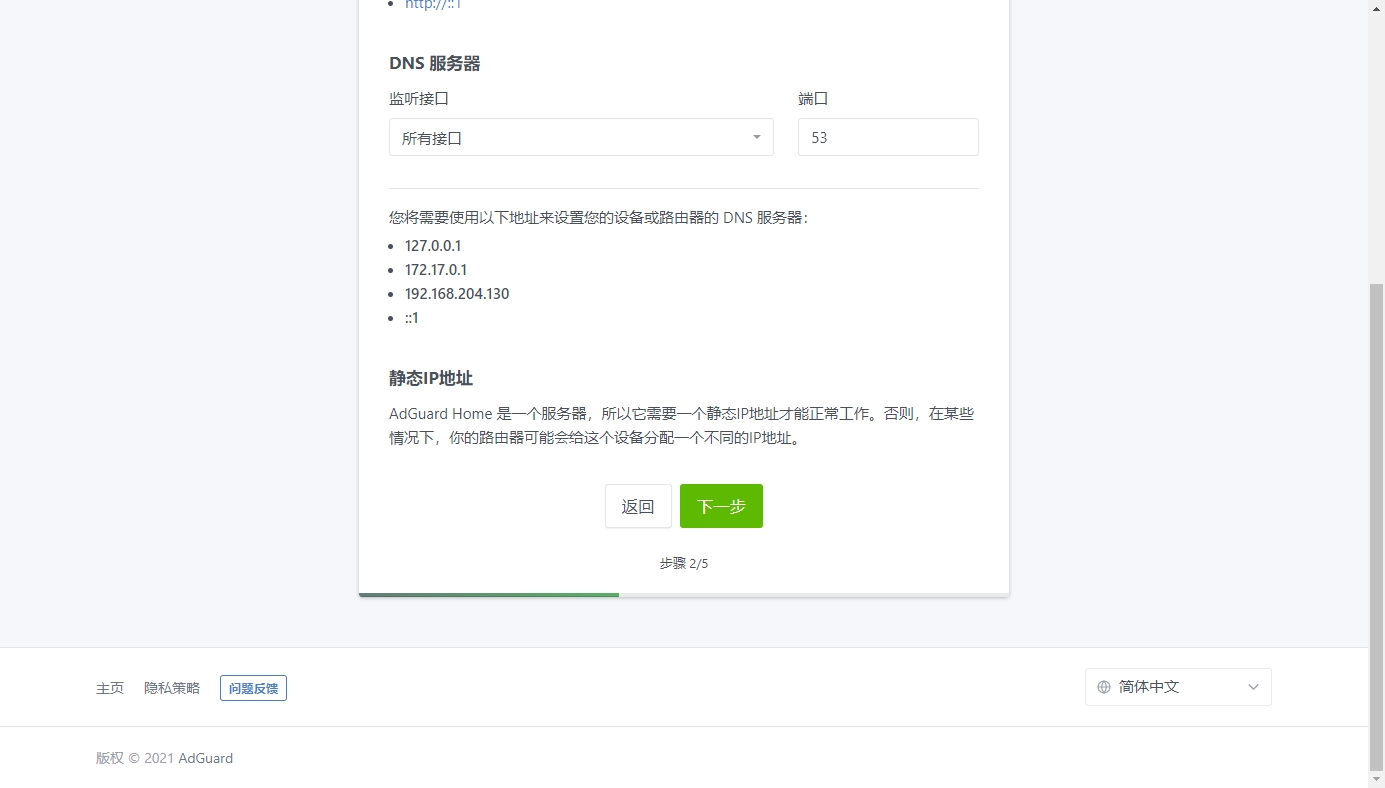 http://::1
DNS 服务器
监听接口
端口
所有接口
53
您将需要使用以下地址来设置您的设备或路由器的 DNS 服务器：
127.0.0.1
172.17.0.1
192.168.204.130
::1
静态IP地址
AdGuard Home 是一个服务器，所以它需要一个静态IP地址才能正常工作。否则，在某些
情况下，你的路由器可能会给这个设备分配一个不同的IP地址。
返回
下一步
步骤 2/5
主页
隐私策略
问题反馈
简体中文
版权 © 2021 AdGuard